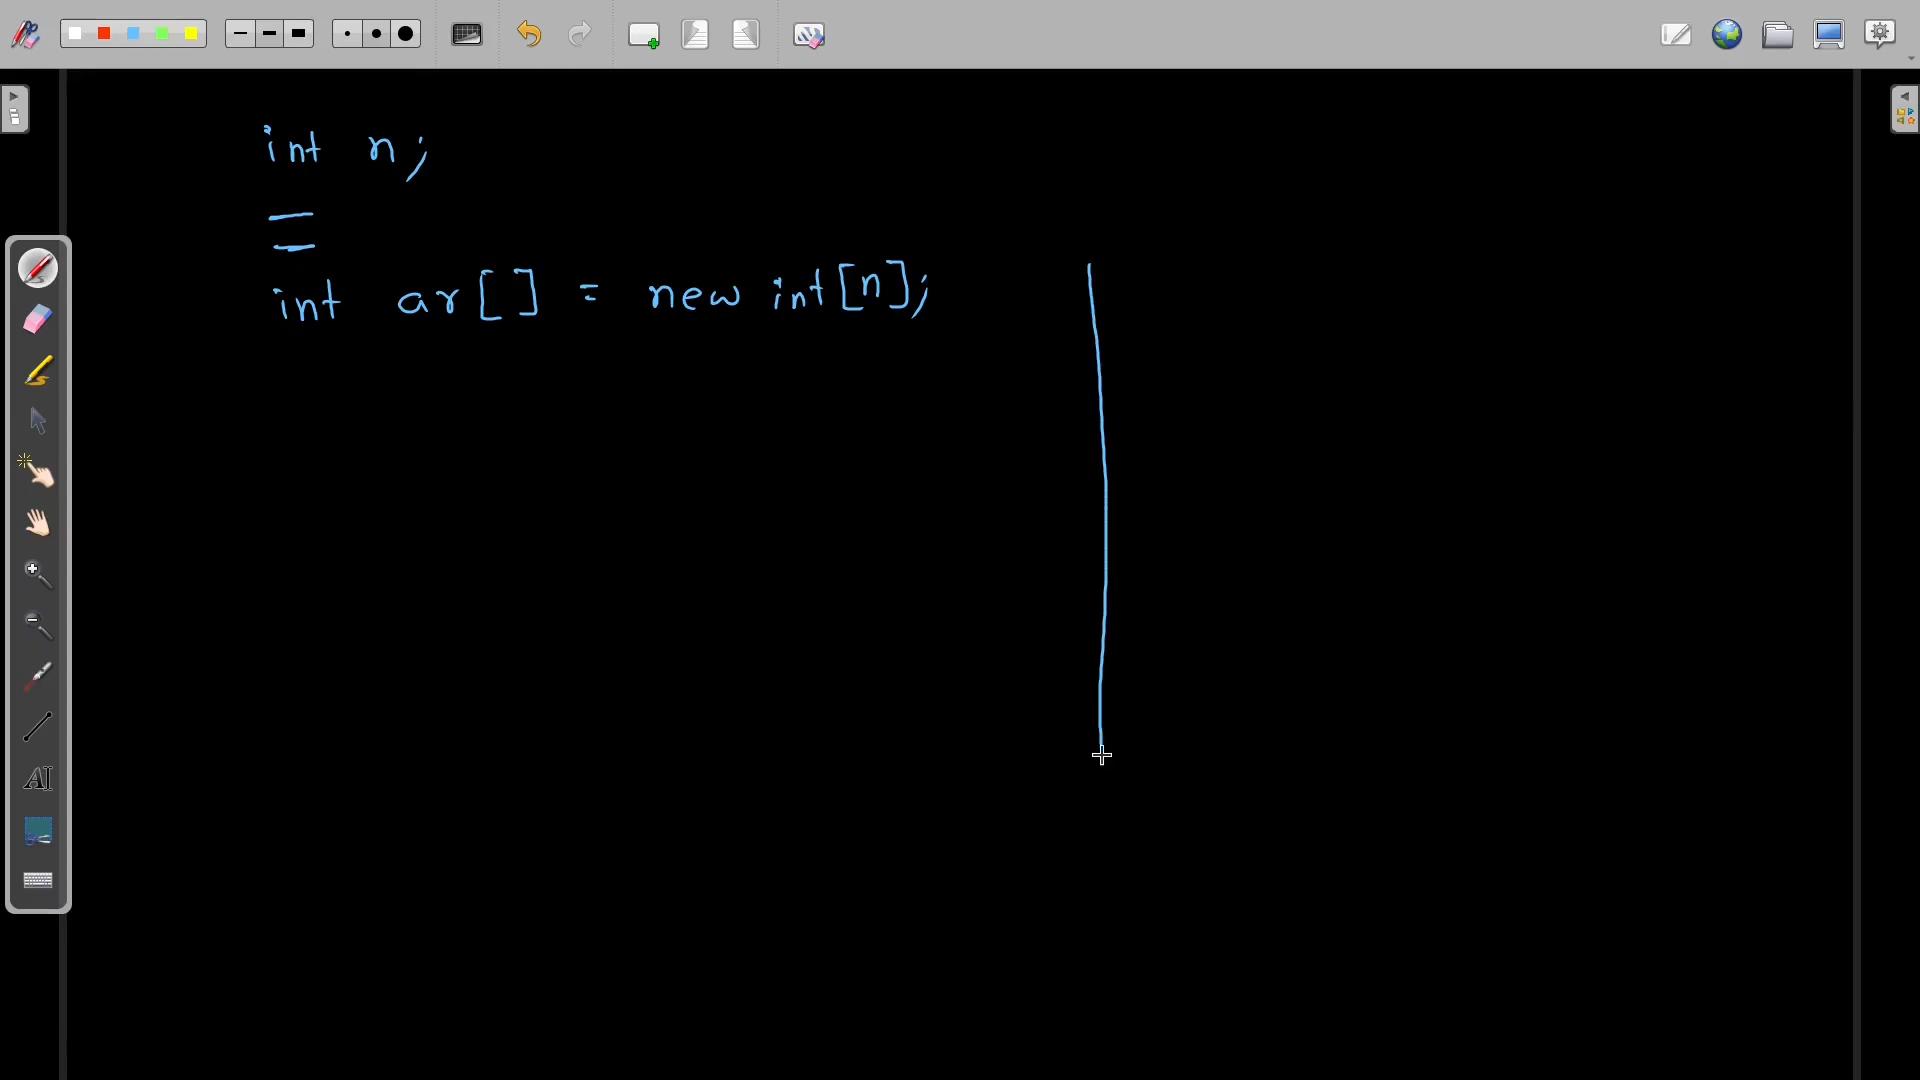 int n;
int ar[] = new int[n];